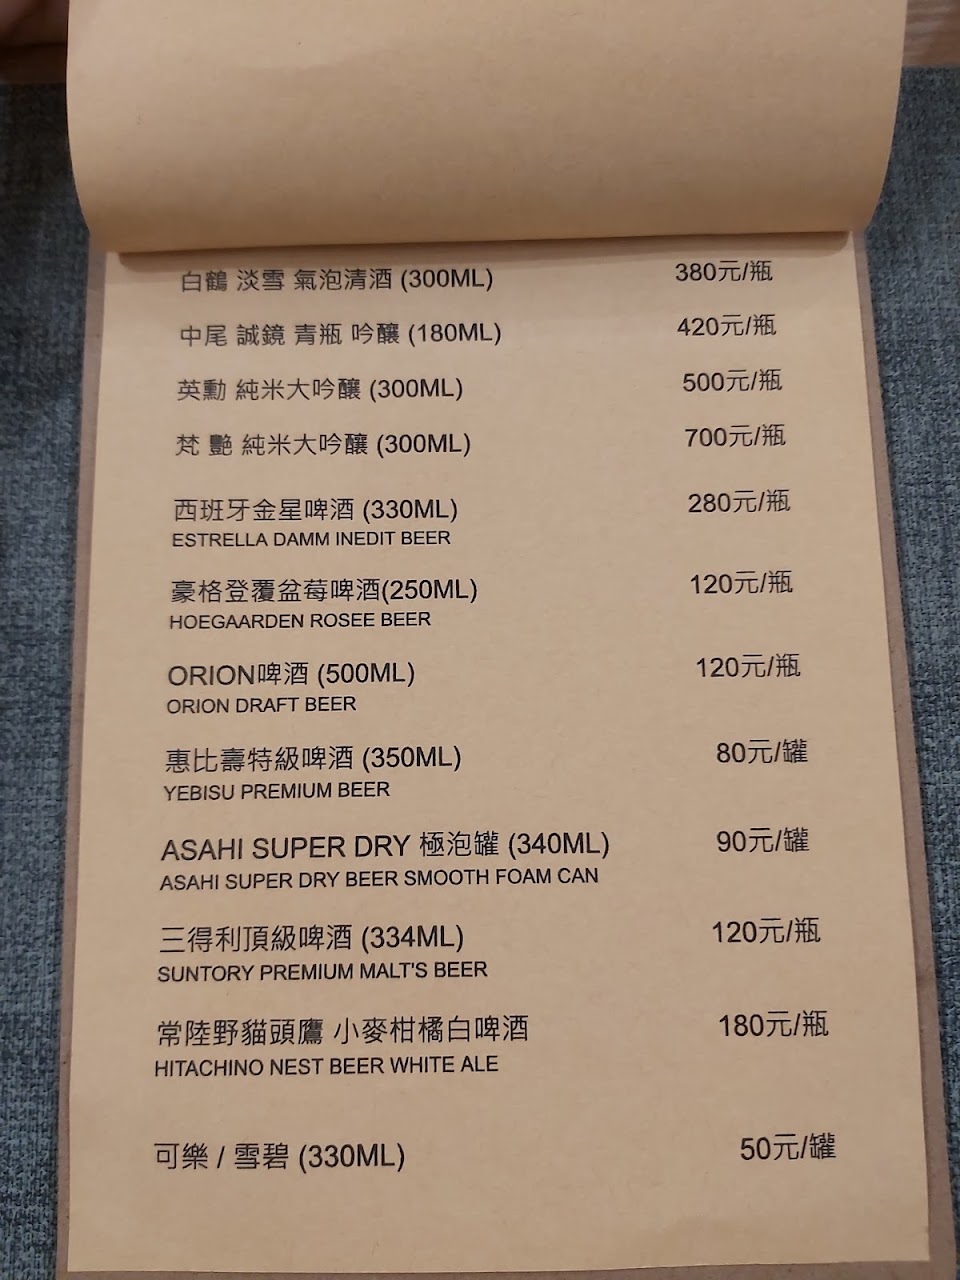 白鶴 淡雪 氣泡清酒 (300ML) 380元/瓶
中尾 誠鏡 青瓶 吟釀 (180ML) 420元/瓶
英勳 純米大吟釀 (300ML) 500元/瓶
梵 艷 純米大吟釀 (300ML) 700元/瓶
西班牙金星啤酒 (330ML) 280元/瓶
ESTRELLA DAMM INEDIT BEER
豪格登覆盆莓啤酒(250ML) 120元/瓶
HOEGAARDEN ROSEE BEER
ORION啤酒 (500ML) 120元/瓶
ORION DRAFT BEER
惠比壽特級啤酒 (350ML) 80元/罐
YEBISU PREMIUM BEER
ASAHI SUPER DRY 極泡罐 (340ML) 90元/罐
ASAHI SUPER DRY BEER SMOOTH FOAM CAN
三得利頂級啤酒 (334ML) 120元/瓶
SUNTORY PREMIUM MALT'S BEER
常陸野貓頭鷹 小麥柑橘白啤酒 180元/瓶
HITACHINO NEST BEER WHITE ALE
可樂 / 雪碧 (330ML) 50元/罐